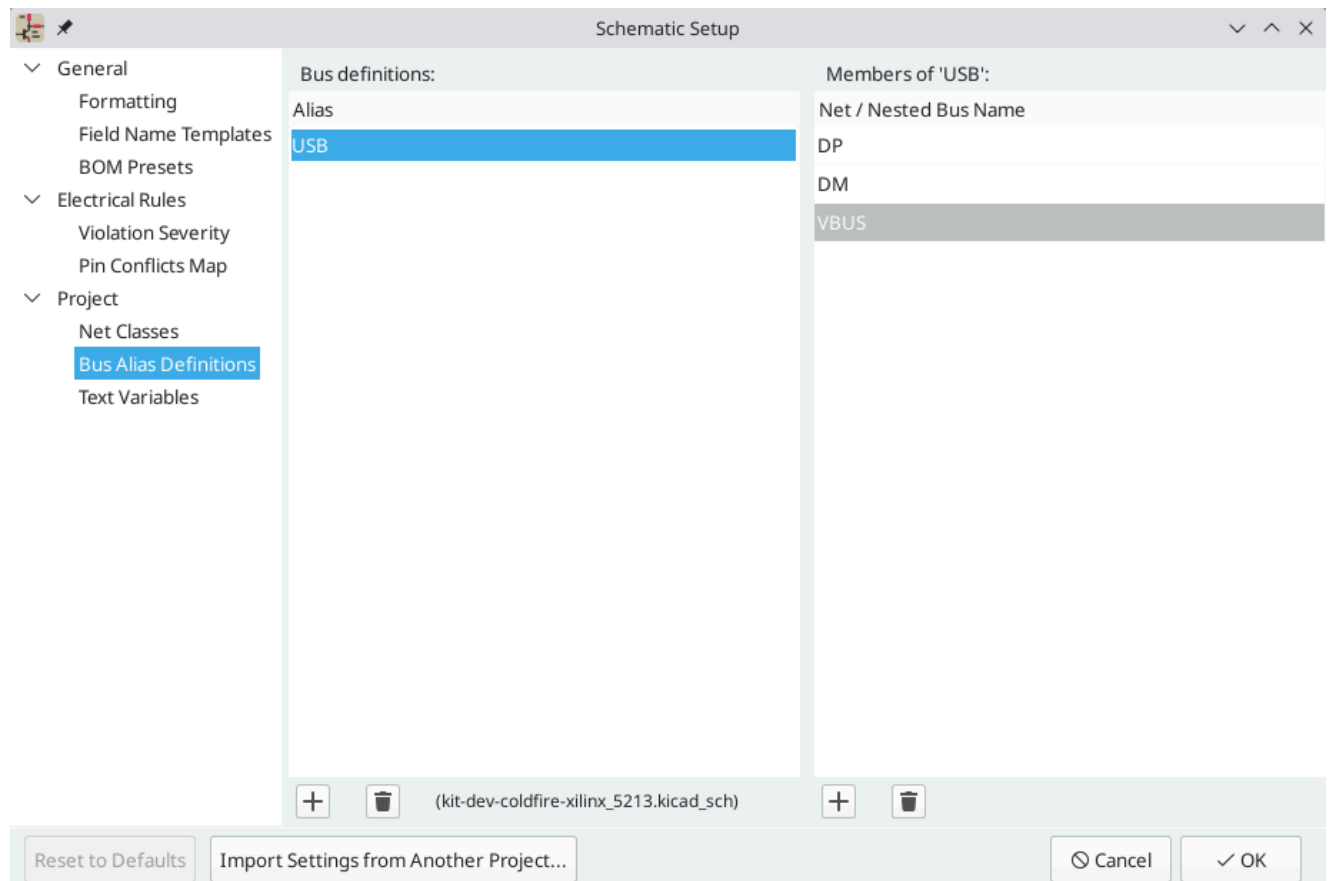 Schematic Setup
General
Formatting
Field Name Templates
BOM Presets
Electrical Rules
Violation Severity
Pin Conflicts Map
Project
Net Classes
Bus Alias Definitions
Text Variables
Bus definitions:
Alias
USB
(kit-dev-coldfire-xilinx_5213.kicad_sch)
Members of 'USB':
Net / Nested Bus Name
DP
DM
VBUS
Reset to Defaults
Import Settings from Another Project...
Cancel
OK